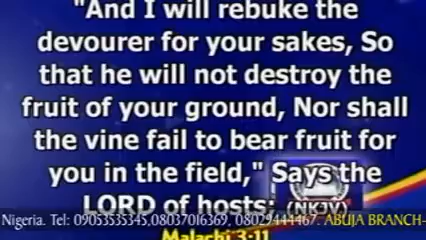 "And I will rebuke the
devourer for your sakes, So
that he will not destroy the
fruit of your ground, Nor shall
the vine fail to bear fruit for
you in the field," Says the
LORD of hosts; (NKJV)
Nigeria. Tel: 09053535345,08037016369, 08029444467. ABUJA BRANCH-
Malachi 3:11